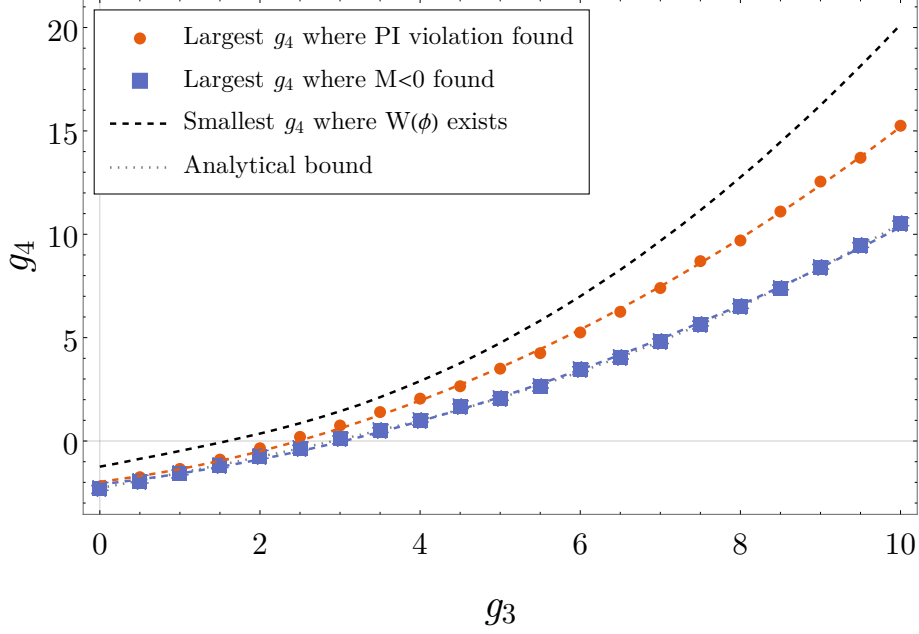 Largest g4 where PI violation found
Largest g4 where M<0 found
Smallest g4 where W(ϕ) exists
Analytical bound
20
15
10
5
0
g4
0 2 4 6 8 10
g3